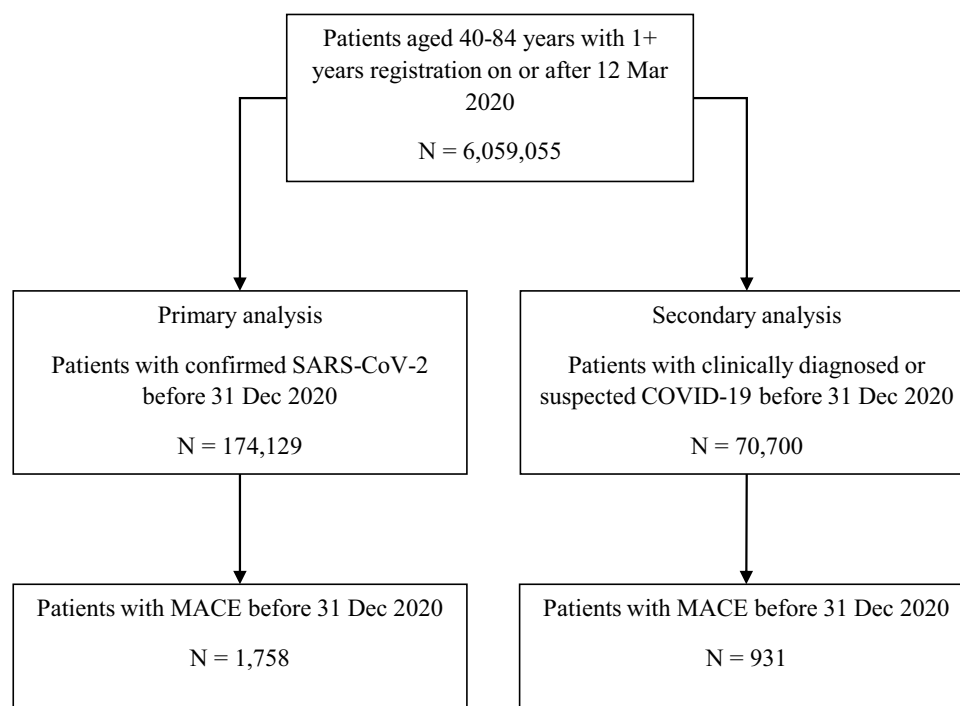 Patients aged 40-84 years with 1+
years registration on or after 12 Mar
2020
N = 6,059,055
Primary analysis
Patients with confirmed SARS-CoV-2
before 31 Dec 2020
N = 174,129
Secondary analysis
Patients with clinically diagnosed or
suspected COVID-19 before 31 Dec 2020
N = 70,700
Patients with MACE before 31 Dec 2020
N = 1,758
Patients with MACE before 31 Dec 2020
N = 931